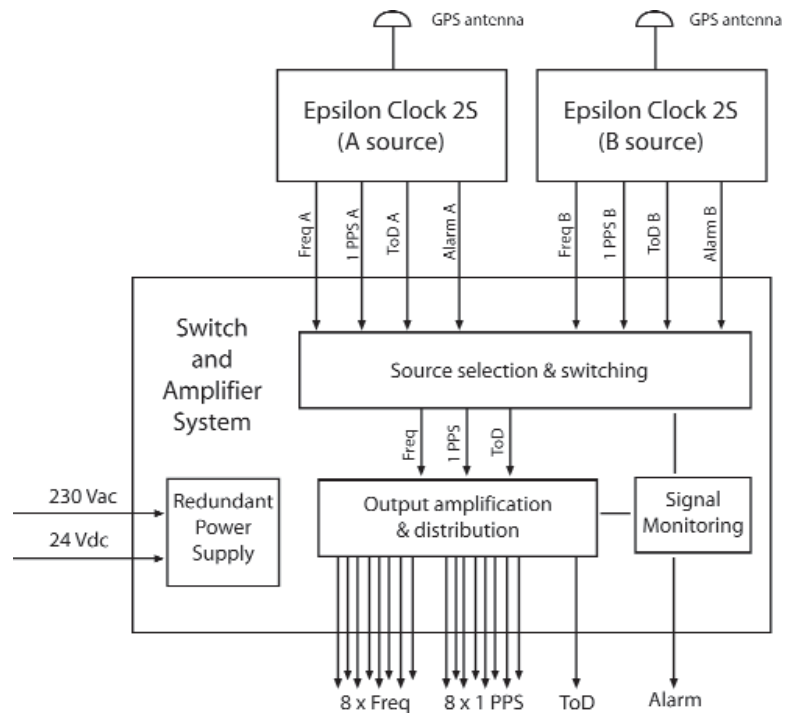 GPS antenna
GPS antenna
Epsilon Clock 2S
(A source)
Epsilon Clock 2S
(B source)
Freq A
1 PPS A
ToD A
Alarm A
Freq B
1 PPS B
ToD B
Alarm B
Switch
and
Amplifier
System
Source selection & switching
Freq
1 PPS
ToD
230 Vac
24 Vdc
Redundant
Power
Supply
Output amplification
& distribution
Signal
Monitoring
8 x Freq
8 x 1 PPS
ToD
Alarm